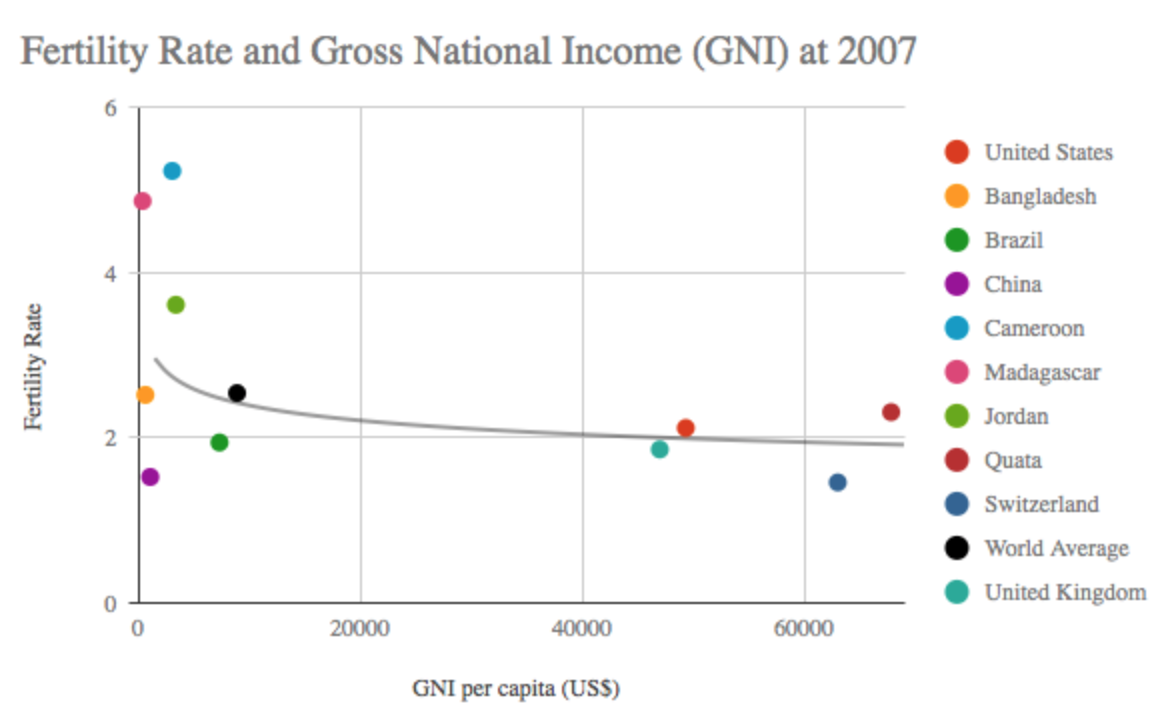 Fertility Rate and Gross National Income (GNI) at 2007
6
4
2
0
Fertility Rate
0 20000 40000 60000
GNI per capita (US$)
United States
Bangladesh
Brazil
China
Cameroon
Madagascar
Jordan
Quata
Switzerland
World Average
United Kingdom